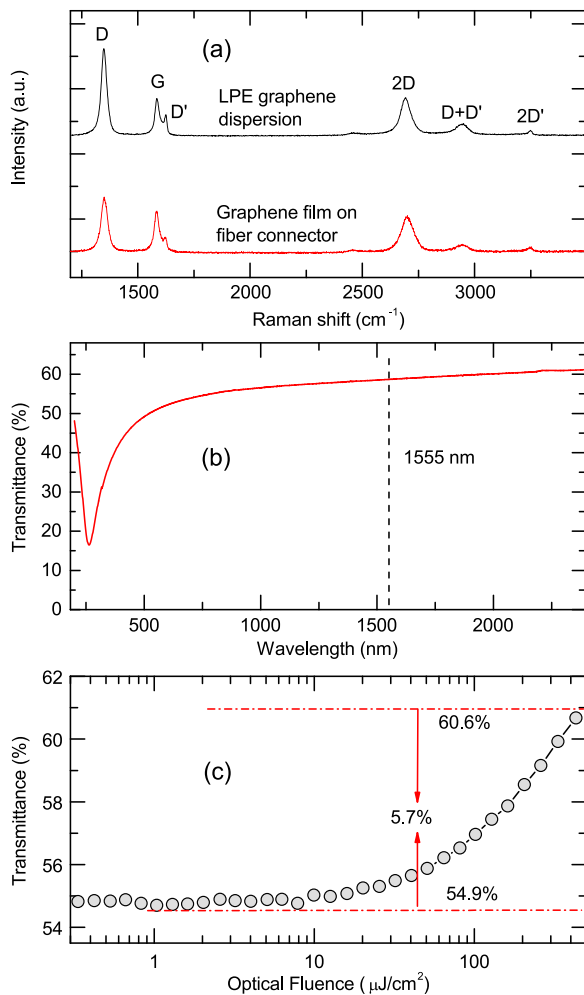 D
(a)
G
D'
LPE graphene
dispersion
2D
D+D'
2D'
Intensity (a.u.)
Graphene film on
fiber connector
1500 2000 2500 3000
Raman shift (cm⁻¹)
60
50
40
30
20
10
0
Transmittance (%)
(b)
1555 nm
500 1000 1500 2000
Wavelength (nm)
62
60
58
56
54
Transmittance (%)
(c)
60.6%
5.7%
54.9%
1 10 100
Optical Fluence ( μJ/cm²)